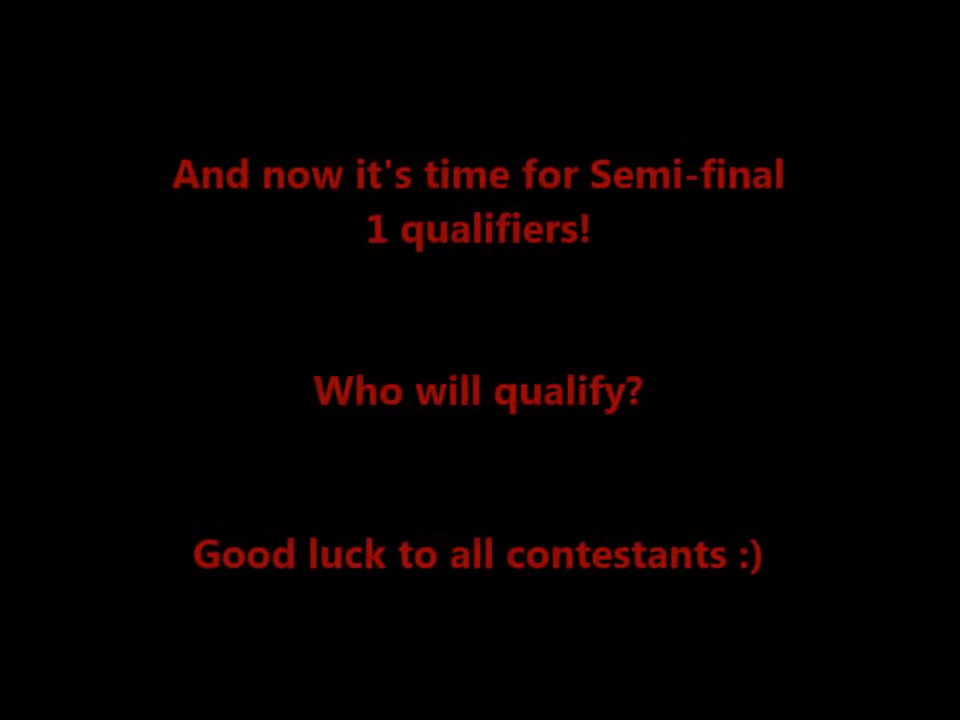 And now it's time for Semi-final
1 qualifiers!
Who will qualify?
Good luck to all contestants :)